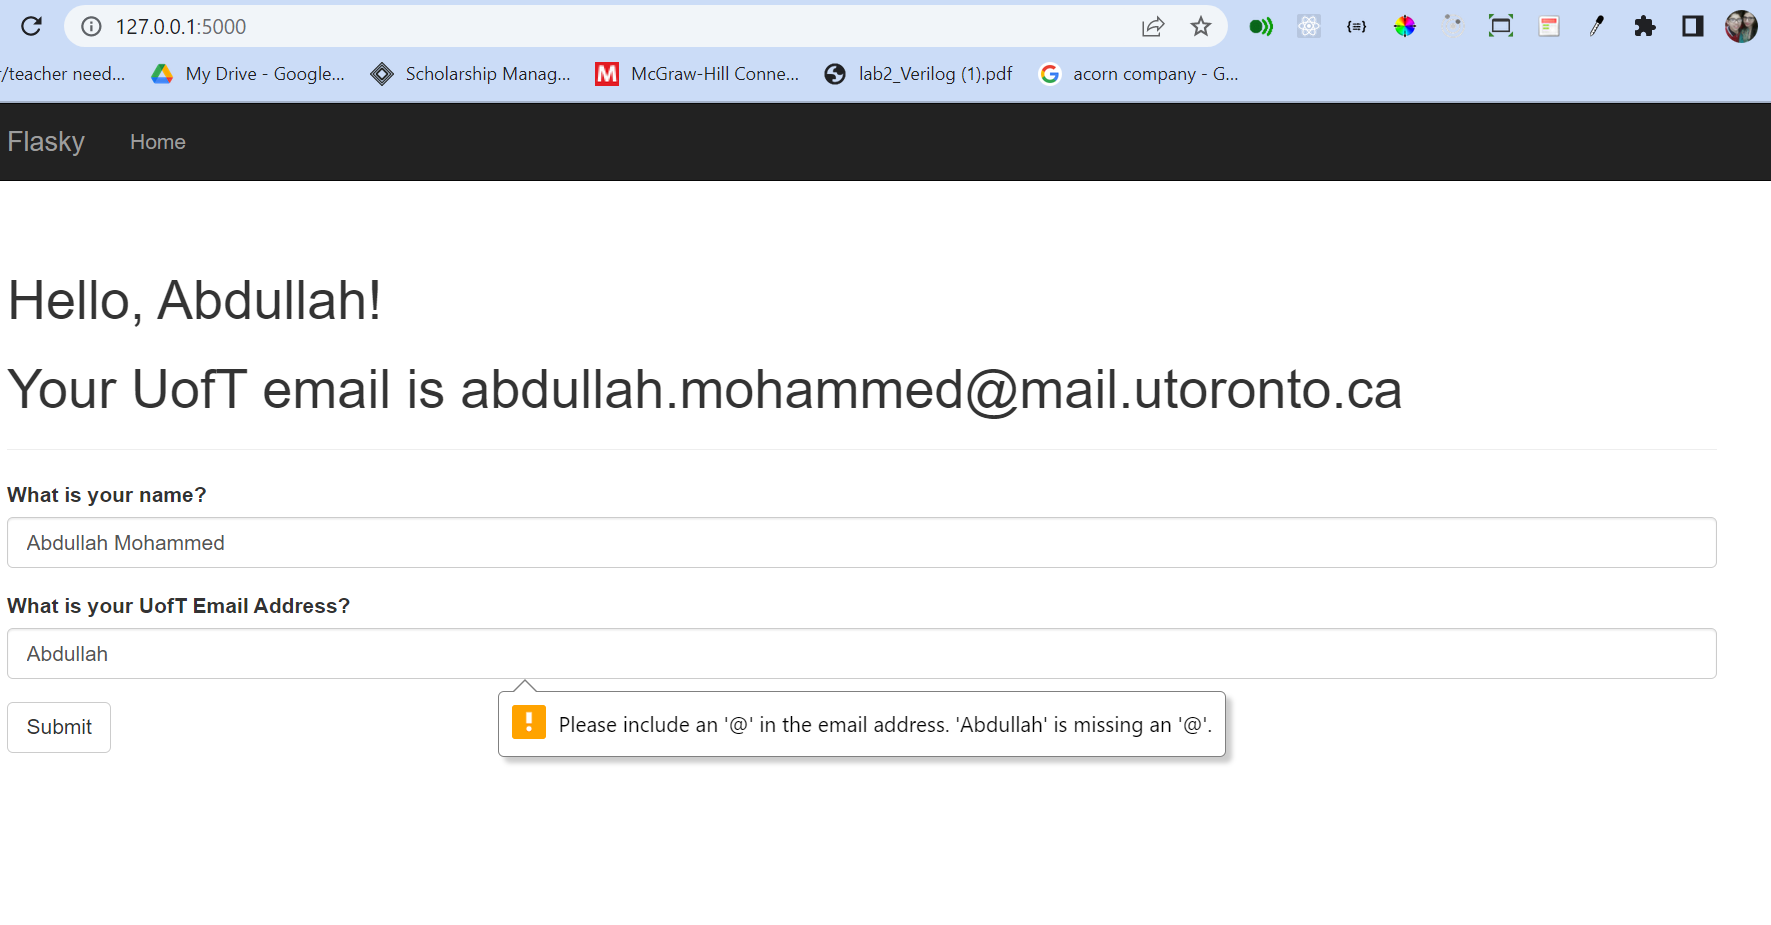 127.0.0.1:5000
/teacher need... My Drive - Google... Scholarship Manag... M McGraw-Hill Conne... lab2_Verilog (1).pdf G acorn company - G...
Flasky Home
Hello, Abdullah!
Your UofT email is abdullah.mohammed@mail.utoronto.ca
What is your name?
Abdullah Mohammed
What is your UofT Email Address?
Abdullah
Submit
Please include an '@' in the email address. 'Abdullah' is missing an '@'.